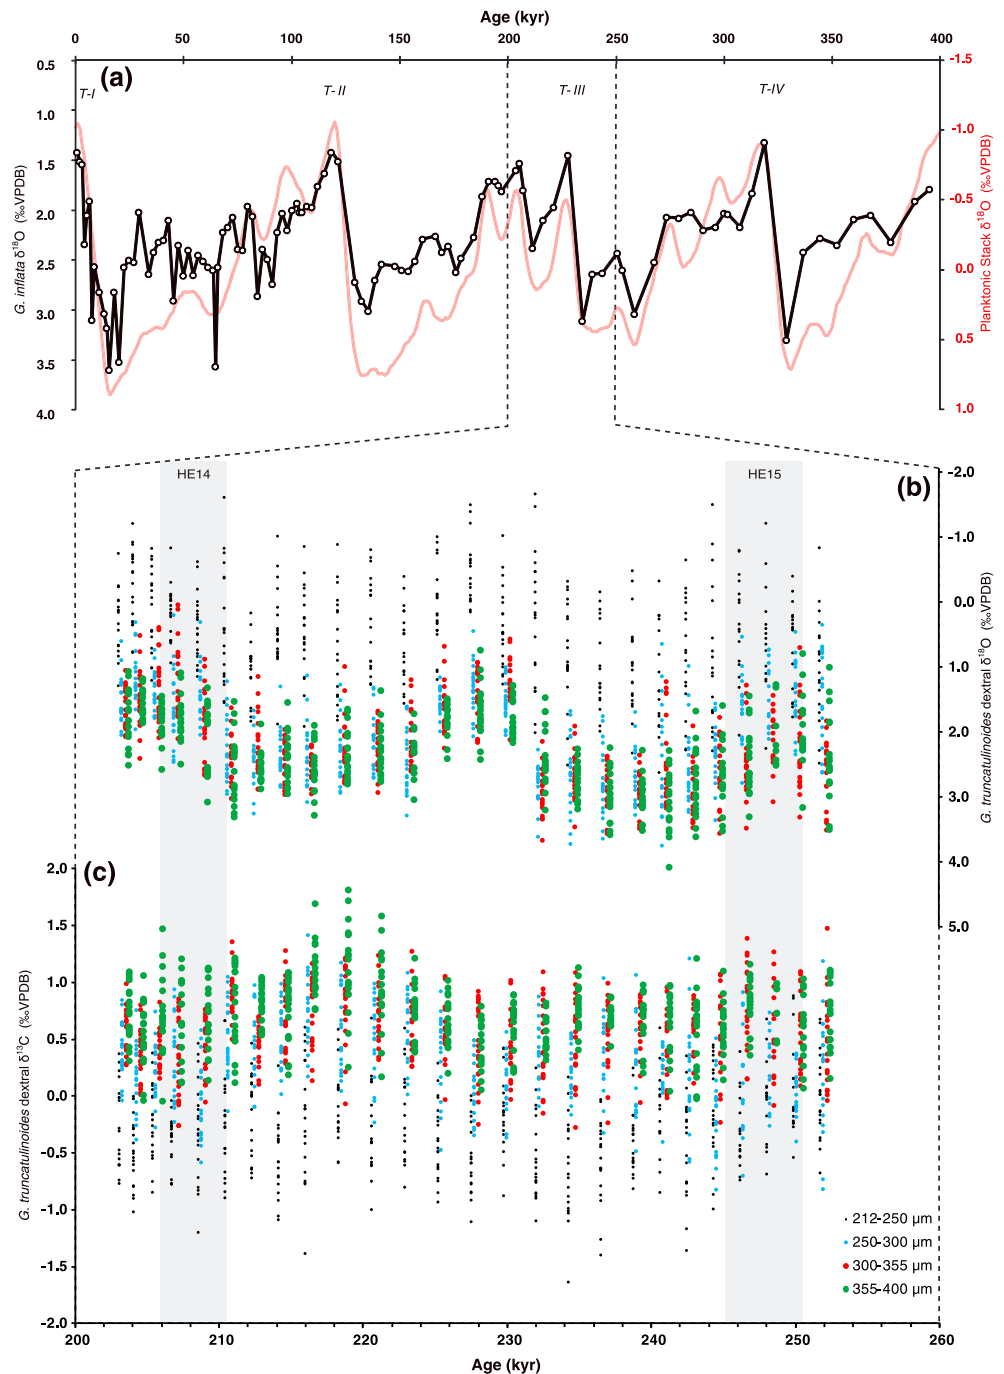 Age (kyr)
0 50 100 150 200 250 300 350 400
(a)
T-I T-II T-III T-IV
0.5
1.0
1.5
2.0
2.5
3.0
3.5
4.0
G. inflata δ18O (‰VPDB)
-1.5
-1.0
-0.5
0.0
0.5
1.0
Planktonic Stack δ18O (‰VPDB)
HE14 HE15
(b)
-2.0
-1.0
0.0
1.0
2.0
3.0
4.0
5.0
G. truncatulinoides dextral δ18O (‰VPDB)
(c)
2.0
1.5
1.0
0.5
0.0
-0.5
-1.0
-1.5
-2.0
G. truncatulinoides dextral δ13C (‰VPDB)
212-250 µm
250-300 µm
300-355 µm
355-400 µm
200 210 220 230 240 250 260
Age (kyr)